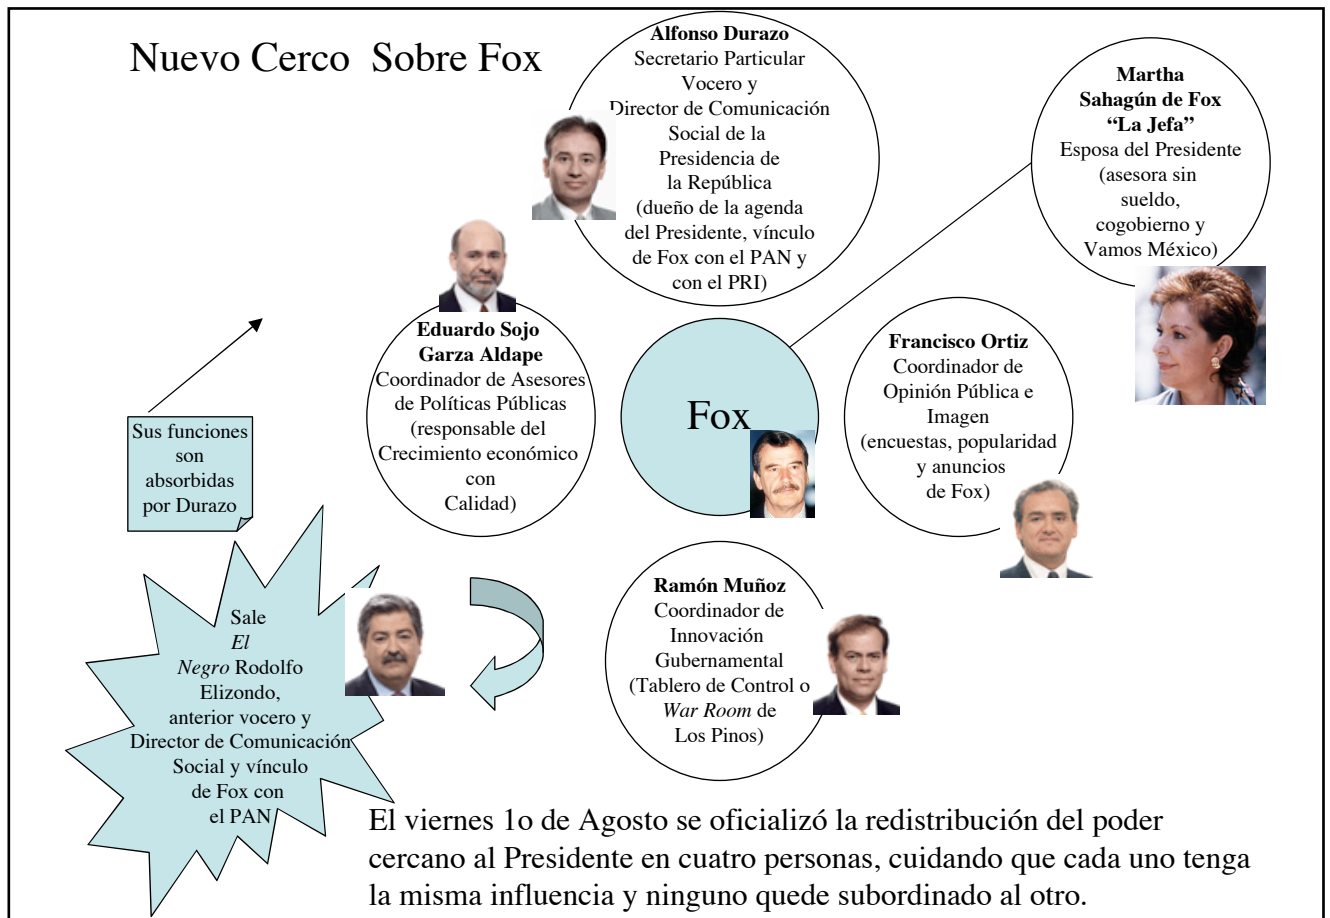 Nuevo Cerco  Sobre Fox
Alfonso Durazo
Secretario Particular
Vocero y
Director de Comunicación
Social de la
Presidencia de
la República
(dueño de la agenda
del Presidente, vínculo
de Fox con el PAN y
con el PRI)
Martha
Sahagún de Fox
“La Jefa”
Esposa del Presidente
(asesora sin
sueldo,
cogobierno y
Vamos México)
Eduardo Sojo
Garza Aldape
Coordinador de Asesores
de Políticas Públicas
(responsable del
Crecimiento económico
con
Calidad)
Fox
Francisco Ortiz
Coordinador de
Opinión Pública e
Imagen
(encuestas, popularidad
y anuncios
de Fox)
Sus funciones
son
absorbidas
por Durazo
Sale
El
Negro Rodolfo
Elizondo,
anterior vocero y
Director de Comunicación
Social y vínculo
de Fox con
el PAN
Ramón Muñoz
Coordinador de
Innovación
Gubernamental
(Tablero de Control o
War Room de
Los Pinos)
El viernes 1o de Agosto se oficializó la redistribución del poder
cercano al Presidente en cuatro personas, cuidando que cada uno tenga
la misma influencia y ninguno quede subordinado al otro.